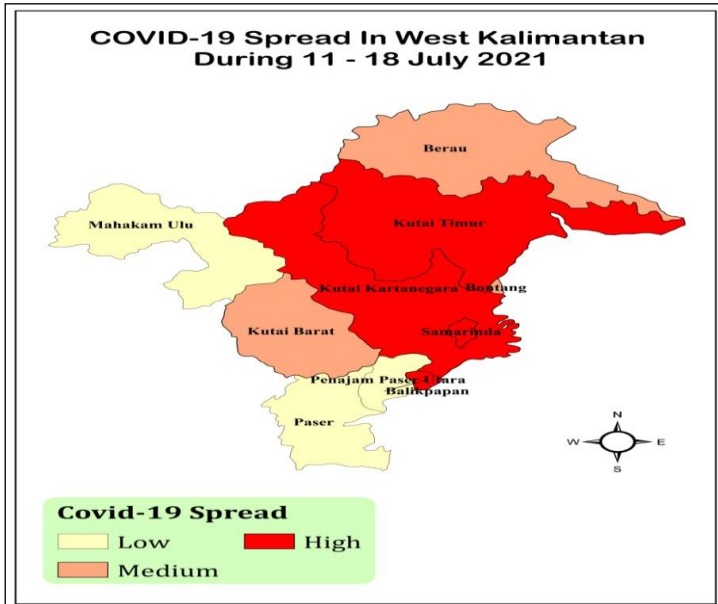 COVID-19 Spread In West Kalimantan
During 11 - 18 July 2021
Berau
Mahakam Ulu
Kutai Timur
Kutai Kartanegara
Bontang
Kutai Barat
Samarinda
Penajam Paser Utara
Balikpapan
Paser
N
W
E
S
Covid-19 Spread
Low
High
Medium